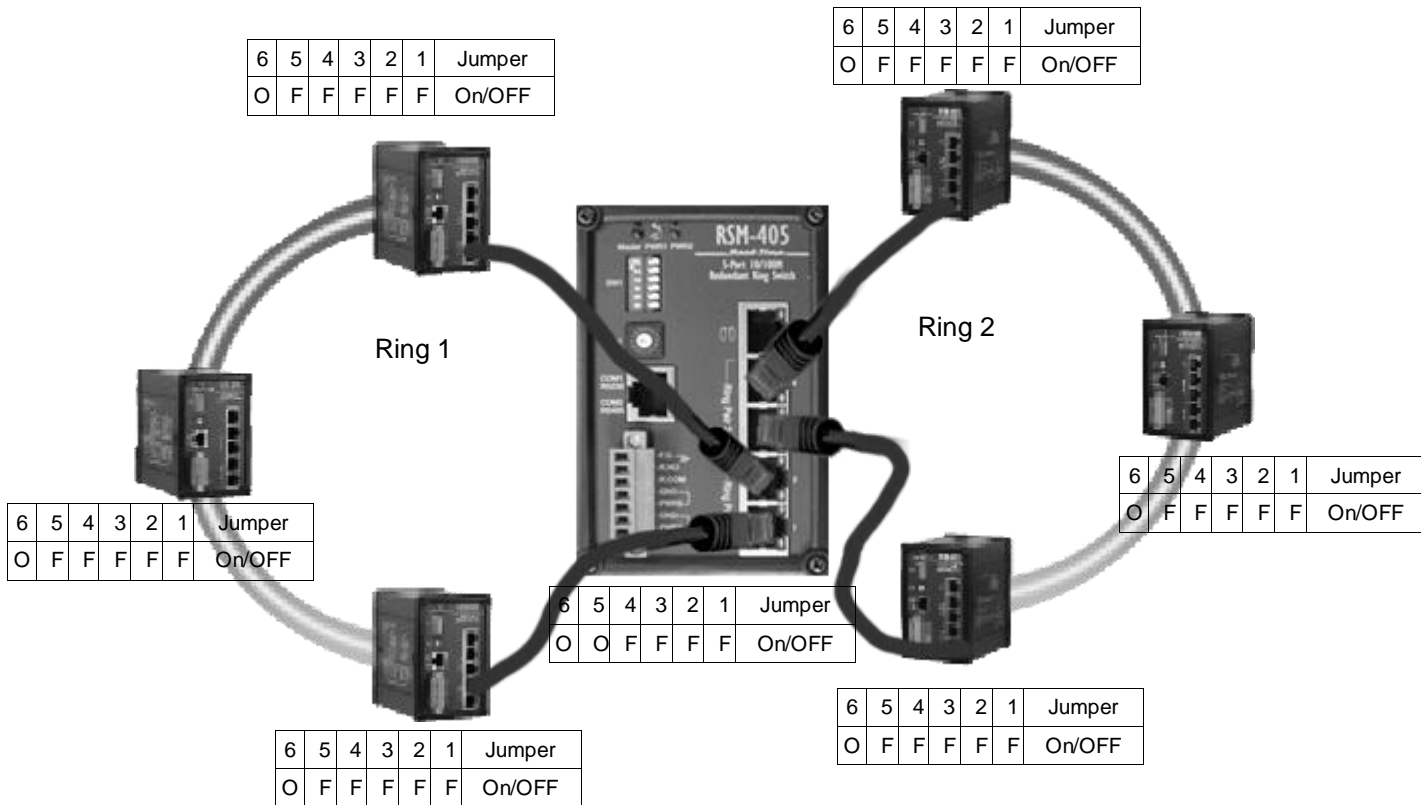 6 5 4 3 2 1 Jumper
O F F F F F On/OFF
6 5 4 3 2 1 Jumper
O F F F F F On/OFF
RSM-405
5-Port 10/100M
Redundant Ring Switch
Ring 1
Ring 2
6 5 4 3 2 1 Jumper
O F F F F F On/OFF
6 5 4 3 2 1 Jumper
O F F F F F On/OFF
6 5 4 3 2 1 Jumper
O O F F F F On/OFF
6 5 4 3 2 1 Jumper
O F F F F F On/OFF
6 5 4 3 2 1 Jumper
O F F F F F On/OFF